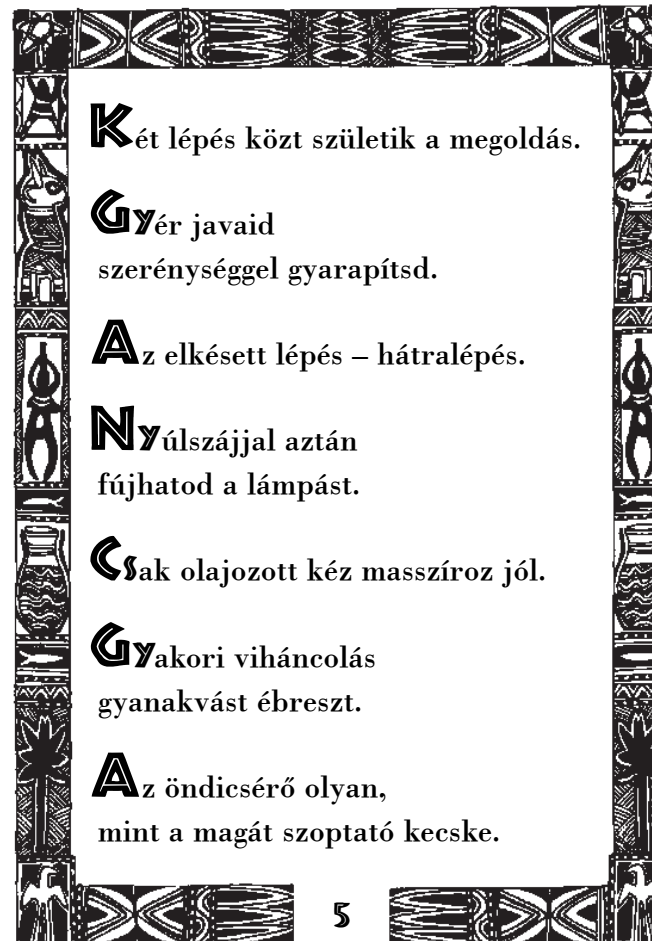 Két lépés közt születik a megoldás.
Gyér javaid
szerénységgel gyarapítsd.
Az elkésett lépés – hátralépés.
Nyúlszájjal aztán
fújhatod a lámpást.
Csak olajozott kéz masszíroz jól.
Gyakori viháncolás
gyanakvást ébreszt.
Az öndicsérő olyan,
mint a magát szoptató kecske.
5